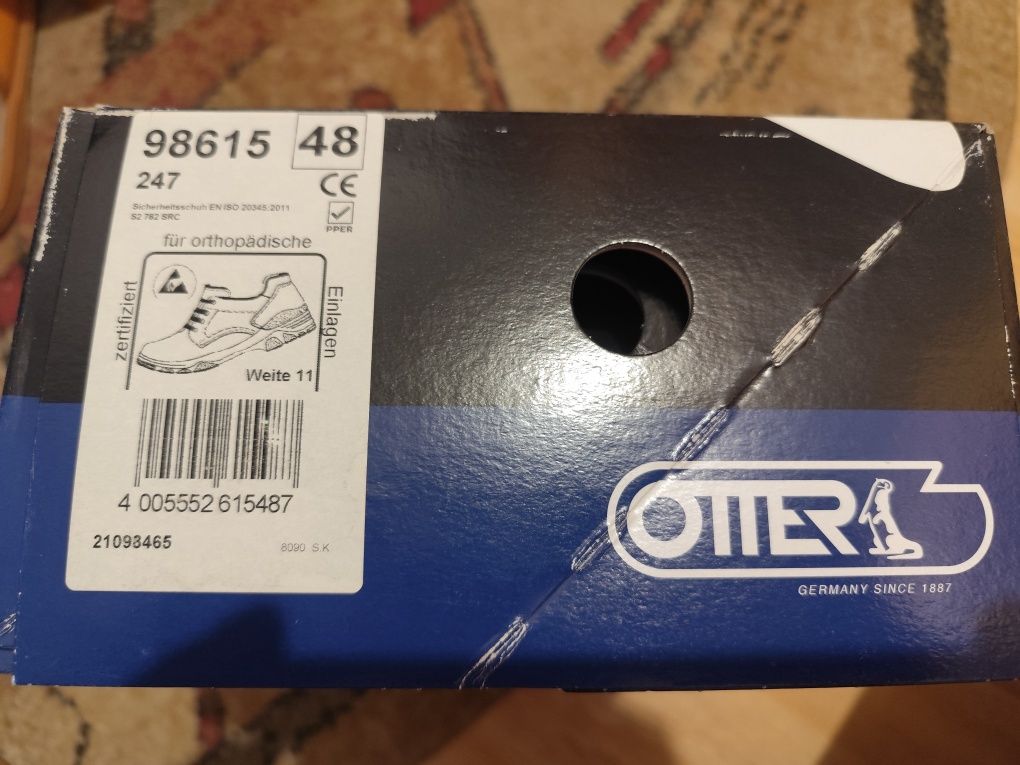 98615 48
247
CE
Sicherheitsschuh EN ISO 20345:2011
S2 782 SRC
PPER
für orthopädische
zertifiziert
Einlagen
Weite 11
4 005552 615487
21093465
8090 S.K
OTTER
GERMANY SINCE 1887